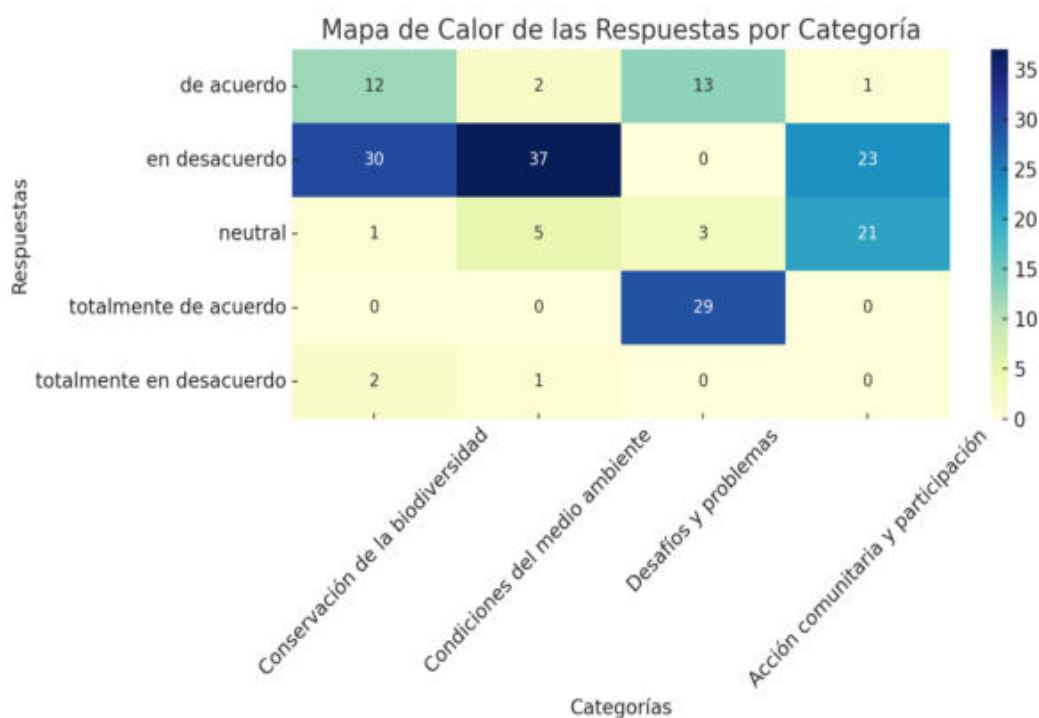 Mapa de Calor de las Respuestas por Categoría
Respuestas
de acuerdo 12 2 13 1
en desacuerdo 30 37 0 23
neutral 1 5 3 21
totalmente de acuerdo 0 0 29 0
totalmente en desacuerdo 2 1 0 0
35
30
25
20
15
10
5
0
Conservación de la biodiversidad
Condiciones del medio ambiente
Desafíos y problemas
Acción comunitaria y participación
Categorías